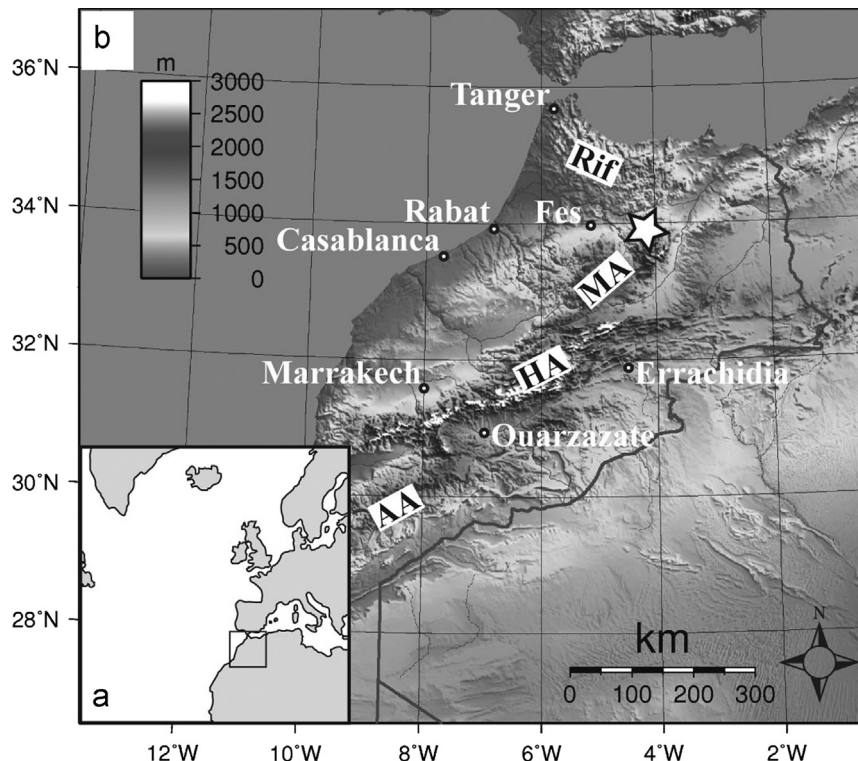 b
m
3000
2500
2000
1500
1000
500
0
36°N
34°N
32°N
30°N
28°N
Tanger
Rif
Rabat
Fes
Casablanca
MA
Marrakech
HA
Errachidia
Ouarzazate
AA
a
N
km
0 100 200 300
12°W 10°W 8°W 6°W 4°W 2°W